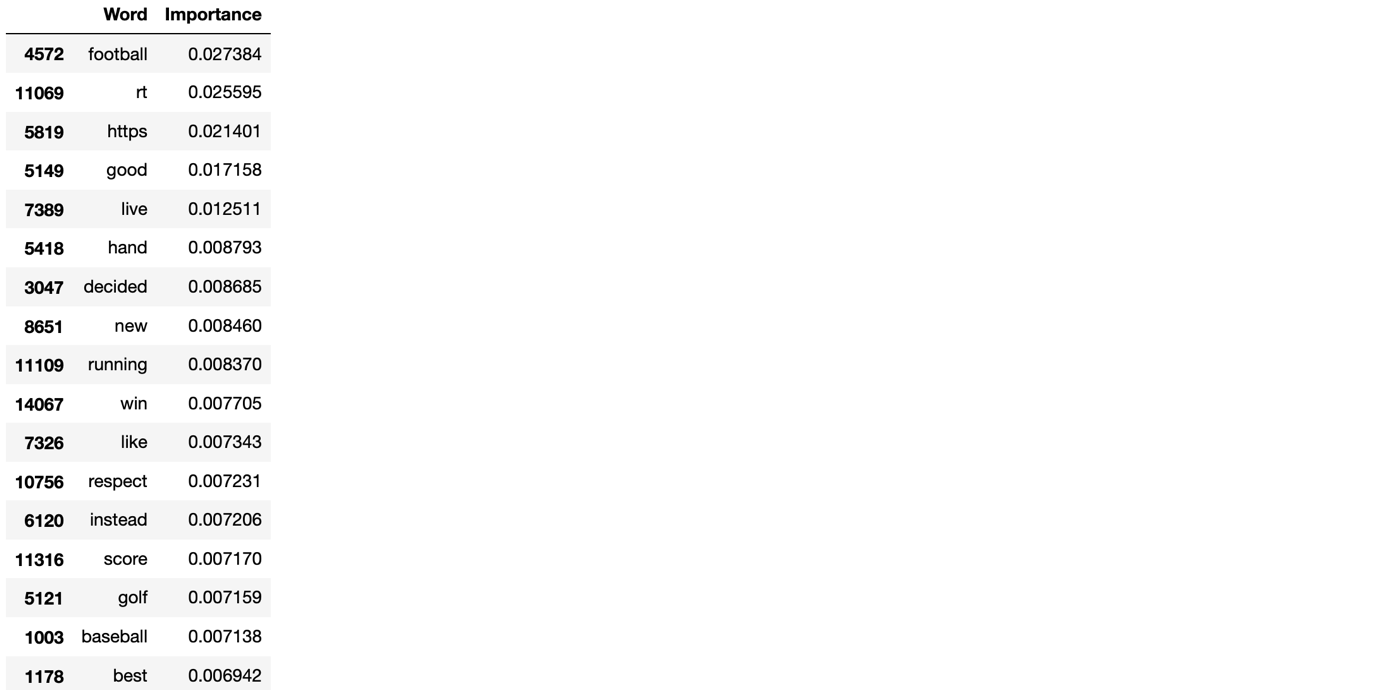 Word Importance
4572 football 0.027384
11069 rt 0.025595
5819 https 0.021401
5149 good 0.017158
7389 live 0.012511
5418 hand 0.008793
3047 decided 0.008685
8651 new 0.008460
11109 running 0.008370
14067 win 0.007705
7326 like 0.007343
10756 respect 0.007231
6120 instead 0.007206
11316 score 0.007170
5121 golf 0.007159
1003 baseball 0.007138
1178 best 0.006942